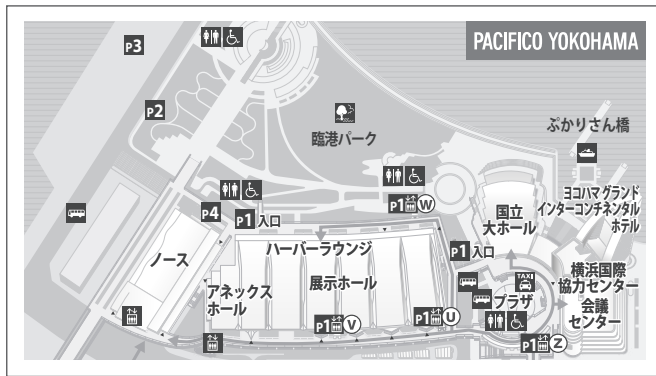 PACIFICO YOKOHAMA
P3
P2
臨港パーク
ぷかりさん橋
ヨコハマ グランド
インターコンチネンタル
ホテル
国立
大ホール
P4
P1 入口
P1 W
P1 入口
ハーバーラウンジ
ノース
アネックス
ホール
展示ホール
TAXI
プラザ
横浜国際
協力センター
会議
センター
P1 V
P1 U
P1 Z